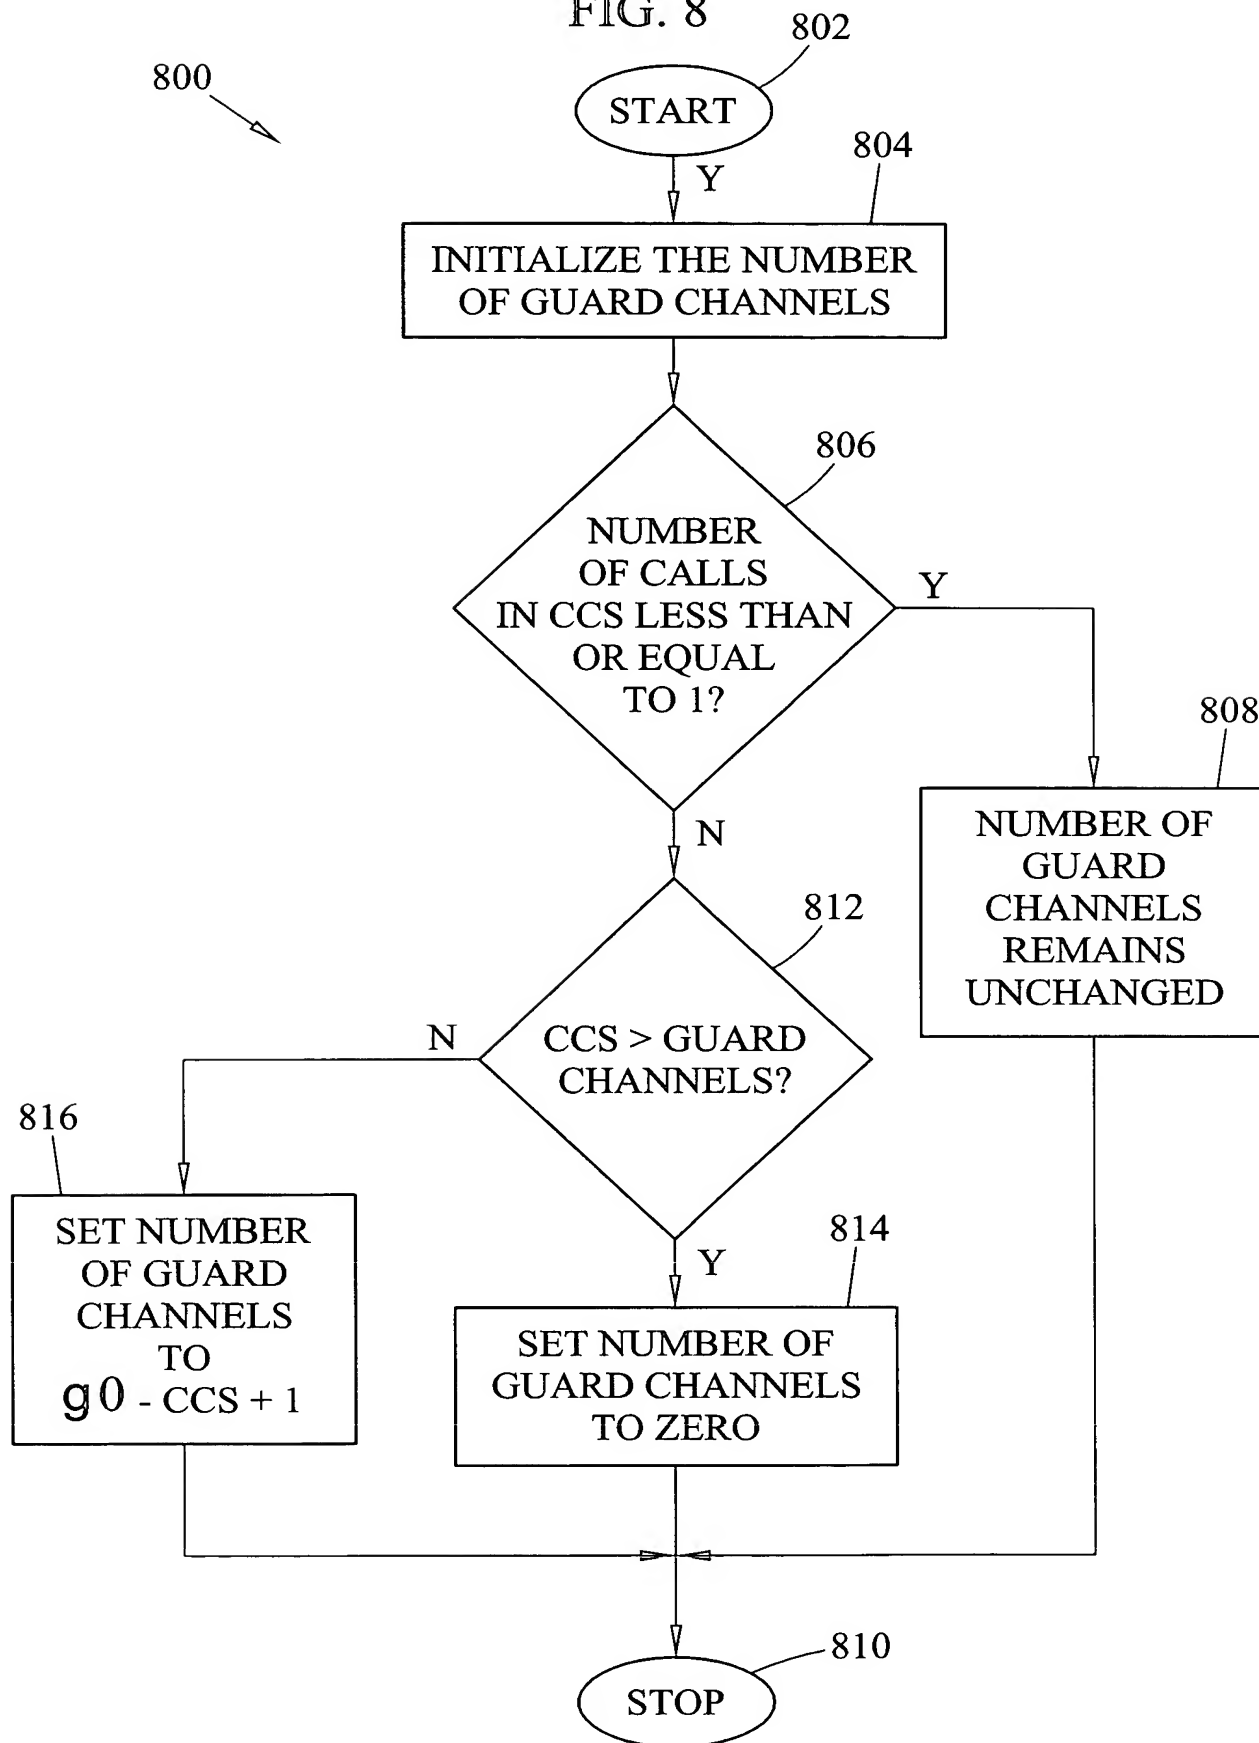 FIG. 8
802
800
START
804
Y
INITIALIZE THE NUMBER
OF GUARD CHANNELS
806
NUMBER
OF CALLS
IN CCS LESS THAN
OR EQUAL
TO 1?
Y
808
N
NUMBER OF
GUARD
CHANNELS
REMAINS
UNCHANGED
812
N
CCS > GUARD
CHANNELS?
816
SET NUMBER
OF GUARD
CHANNELS
TO
g0 - CCS + 1
814
Y
SET NUMBER OF
GUARD CHANNELS
TO ZERO
810
STOP